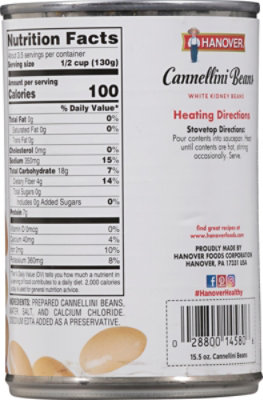 Nutrition Facts
About 3.5 servings per container
Serving size 1/2 cup (130g)
Amount per serving
Calories 100
% Daily Value*
Total Fat 0g 0%
Saturated Fat 0g 0%
Trans Fat 0g
Cholesterol 0mg 0%
Sodium 350mg 15%
Total Carbohydrate 18g 7%
Dietary Fiber 4g 14%
Total Sugars 0g
Includes 0g Added Sugars 0%
Protein 7g
Vitamin D 0mcg 0%
Calcium 40mg 4%
Iron 2mg 10%
Potassium 360mg 8%
*The % Daily Value (DV) tells you how much a nutrient in a
serving of food contributes to a daily diet. 2,000 calories
a day is used for general nutrition advice.
INGREDIENTS: PREPARED CANNELLINI BEANS,
WATER, SALT, AND CALCIUM CHLORIDE.
DISODIUM EDTA ADDED AS A PRESERVATIVE.
HANOVER
Cannellini Beans
WHITE KIDNEY BEANS
Heating Directions
Stovetop Directions:
Pour contents into saucepan. Heat
until contents are hot, stirring
occasionally. Serve.
find great recipes at
www.hanoverfoods.com
PROUDLY MADE BY
HANOVER FOODS CORPORATION
HANOVER, PA 17331 USA
#HanoverHealthy
0 28800 14580 6
15.5 oz. Cannellini Beans